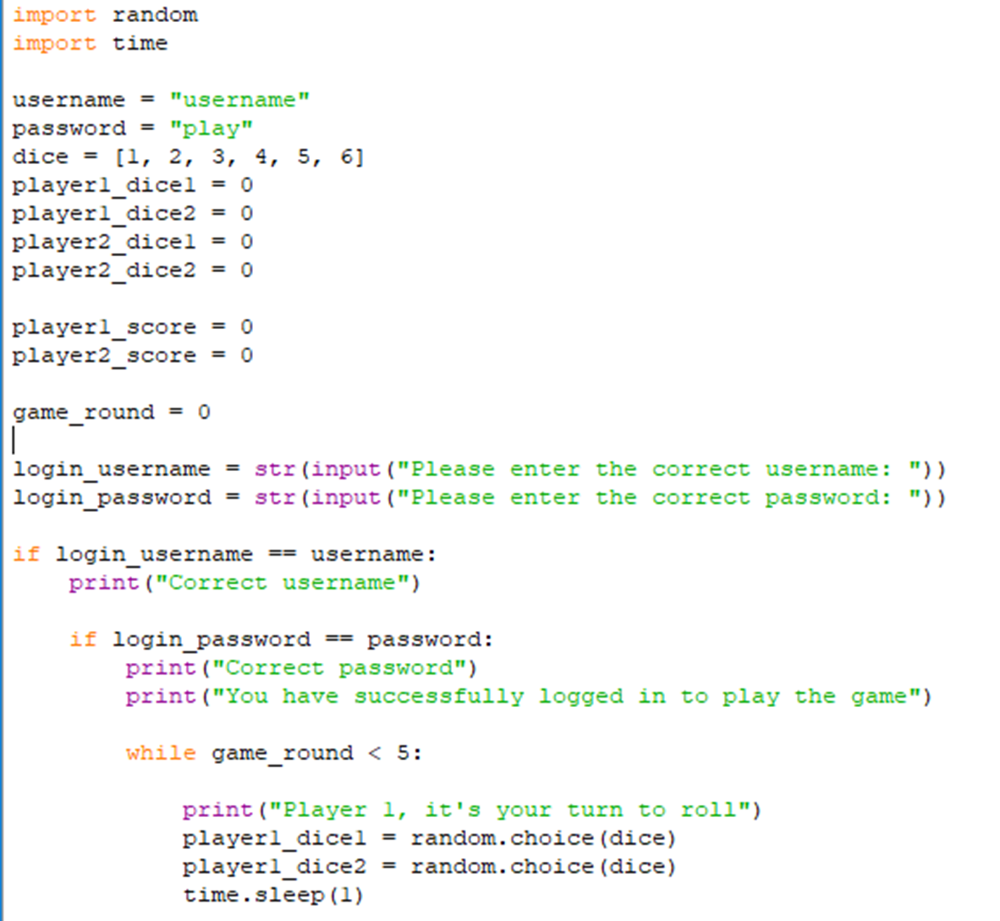 import random
import time
username = "username"
password = "play"
dice = [1, 2, 3, 4, 5, 6]
player1_dice1 = 0
player1_dice2 = 0
player2_dice1 = 0
player2_dice2 = 0
player1_score = 0
player2_score = 0
game_round = 0
login_username = str(input("Please enter the correct username: "))
login_password = str(input("Please enter the correct password: "))
if login_username == username:
    print("Correct username")
    if login_password == password:
        print("Correct password")
        print("You have successfully logged in to play the game")
        while game_round < 5:
            print("Player 1, it's your turn to roll")
            player1_dice1 = random.choice(dice)
            player1_dice2 = random.choice(dice)
            time.sleep(1)